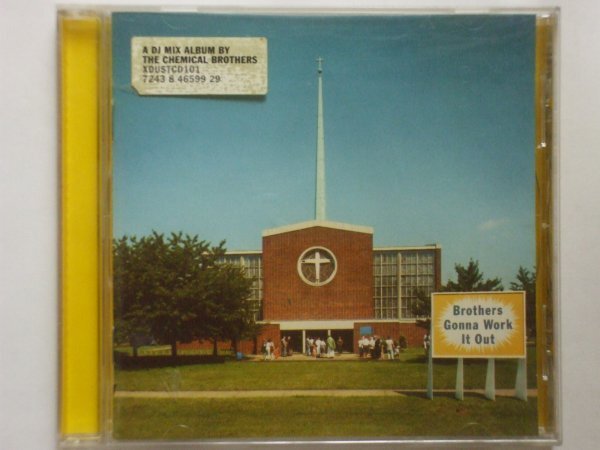 A DJ MIX ALBUM BY
THE CHEMICAL BROTHERS
XDUSTCD101
7243 8 46599 29
Brothers
Gonna Work
It Out